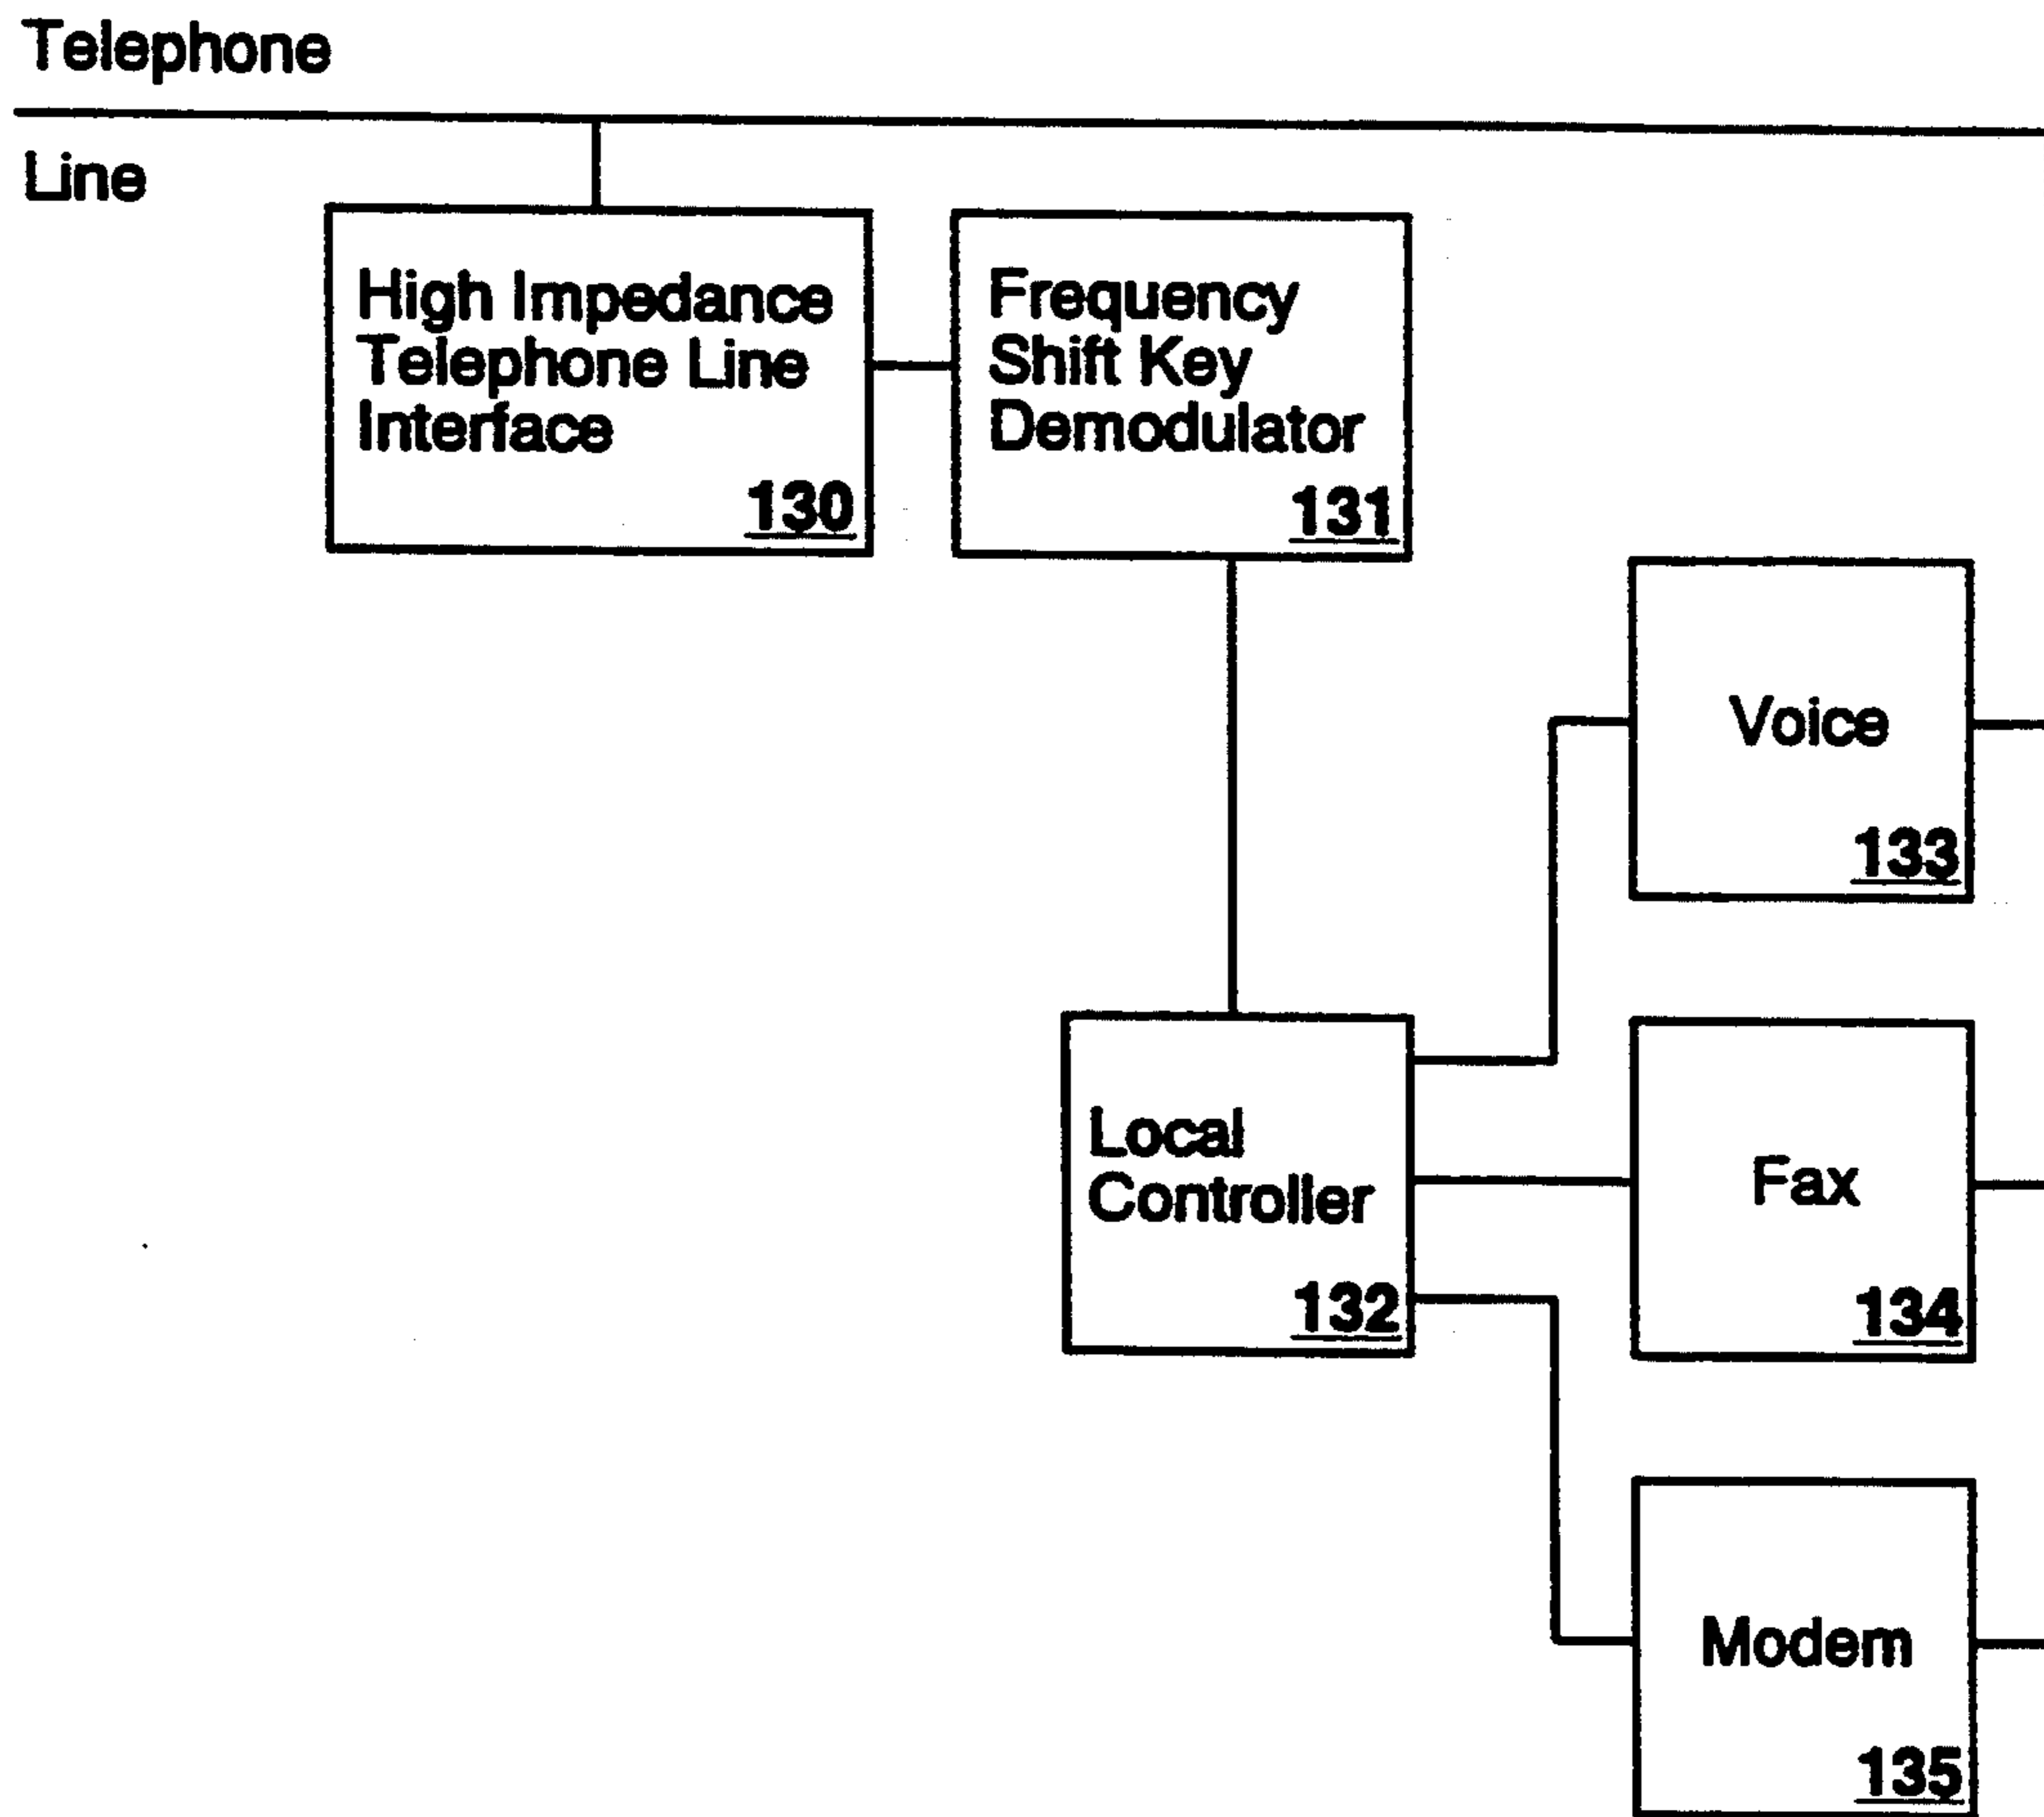 Telephone
Line
High Impedance
Telephone Line
Interface
130
Frequency
Shift Key
Demodulator
131
Voice
133
Local
Controller
132
Fax
134
Modem
135